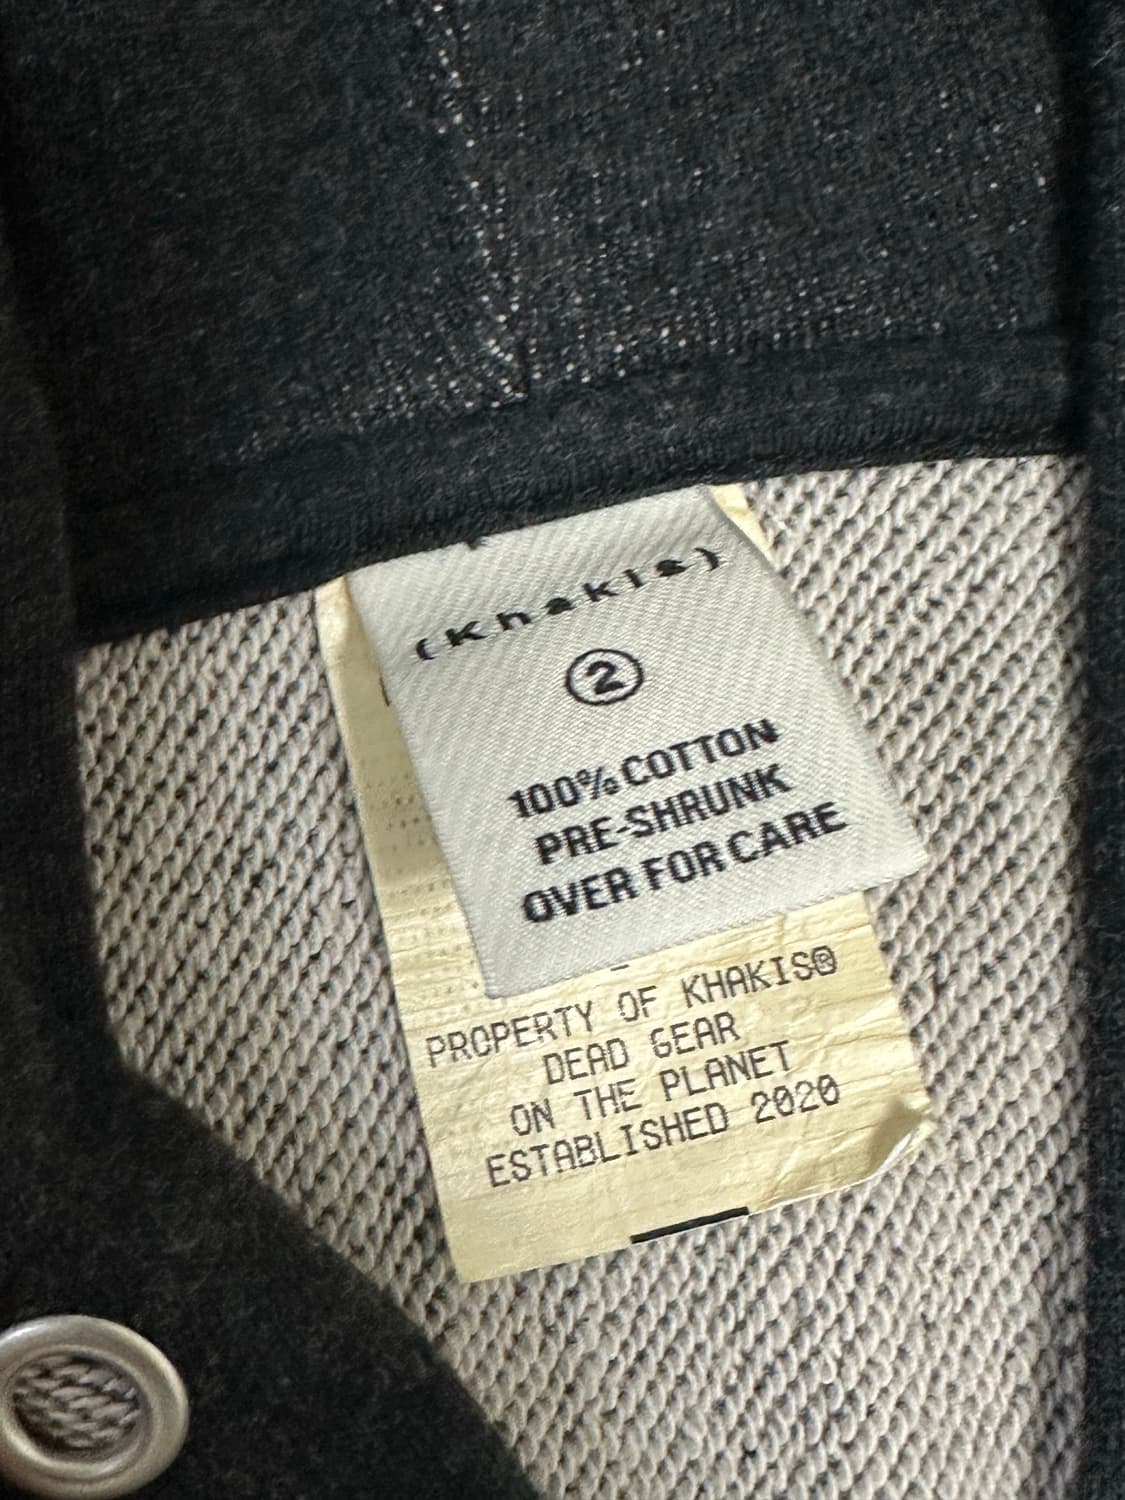 (Khakis)
②
100% COTTON
PRE-SHRUNK
OVER FOR CARE
PROPERTY OF KHAKIS®
DEAD GEAR
ON THE PLANET
ESTABLISHED 2020